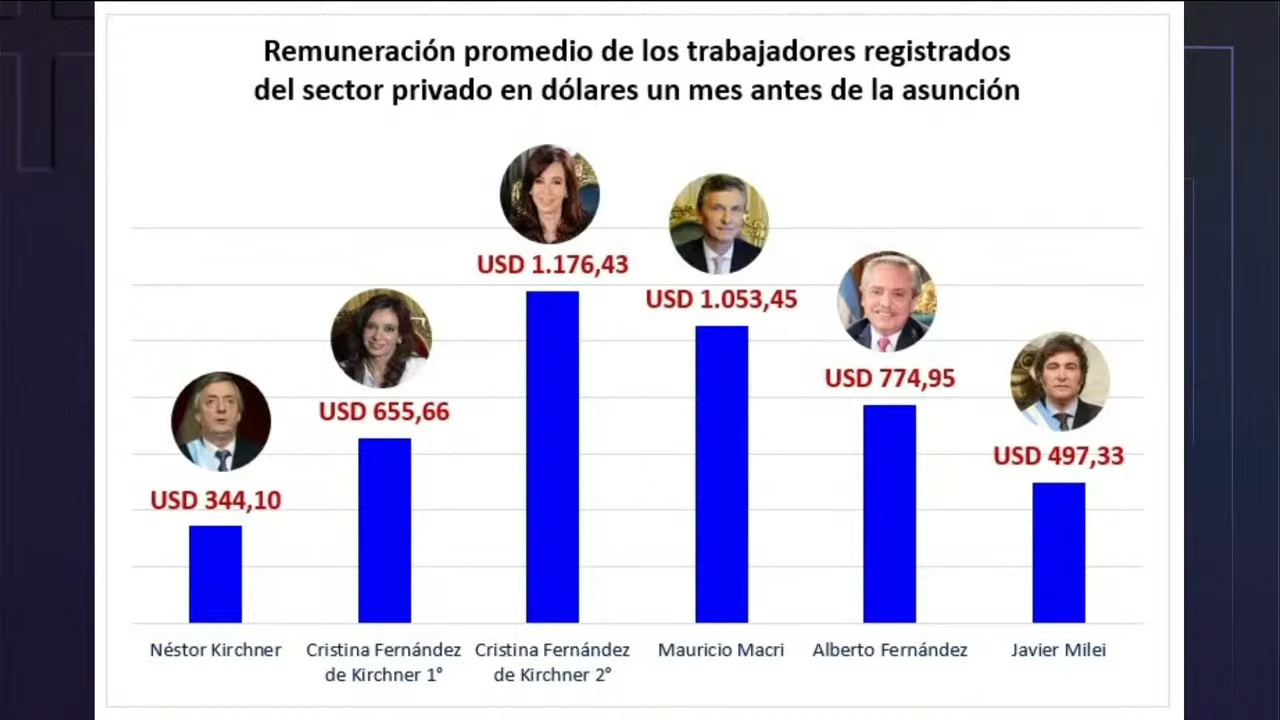 Remuneración promedio de los trabajadores registrados
del sector privado en dólares un mes antes de la asunción
USD 344,10
USD 655,66
USD 1.176,43
USD 1.053,45
USD 774,95
USD 497,33
Néstor Kirchner
Cristina Fernández
de Kirchner 1°
Cristina Fernández
de Kirchner 2°
Mauricio Macri
Alberto Fernández
Javier Milei